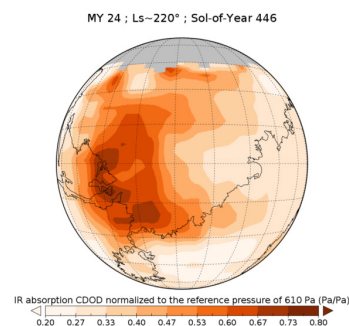 MY 24 ; Ls~220° ; Sol-of-Year 446
IR absorption CDOD normalized to the reference pressure of 610 Pa (Pa/Pa)
0.20 0.27 0.33 0.40 0.47 0.53 0.60 0.67 0.73 0.80